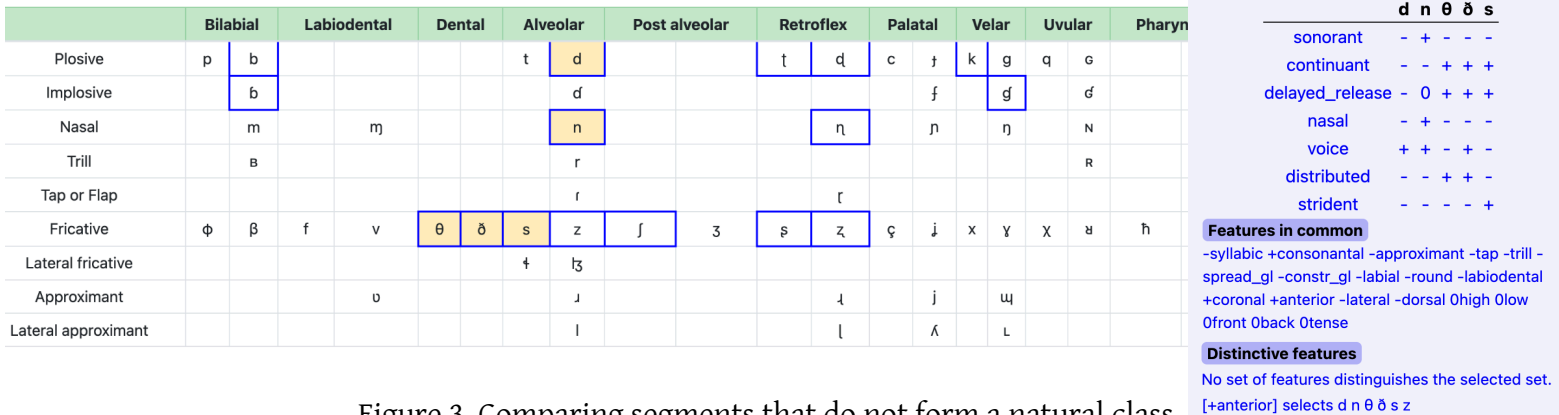 Bilabial Labiodental Dental Alveolar Post alveolar Retroflex Palatal Velar Uvular Pharyn
Plosive p b t d ʈ ɖ c ɟ k g q ɢ
Implosive ɓ ɗ ʄ ɠ ʛ
Nasal m ɱ n ɳ ɲ ŋ ɴ
Trill ʙ r ʀ
Tap or Flap ɾ ɽ
Fricative ɸ β f v θ ð s z ʃ ʒ ʂ ʐ ç ʝ x ɣ χ ʁ ħ
Lateral fricative ɬ ɮ
Approximant ʋ ɹ ɻ j ɰ
Lateral approximant l ɭ ʎ ʟ
Figure 3. Comparing segments that do not form a natural class
d n θ ð s
sonorant - + - - -
continuant - - + + +
delayed_release - 0 + + +
nasal - + - - -
voice + + - + -
distributed - - + + -
strident - - - - +
Features in common
-syllabic +consonantal -approximant -tap -trill -
spread_gl -constr_gl -labial -round -labiodental
+coronal +anterior -lateral -dorsal 0high 0low
0front 0back 0tense
Distinctive features
No set of features distinguishes the selected set.
[+anterior] selects d n θ ð s z